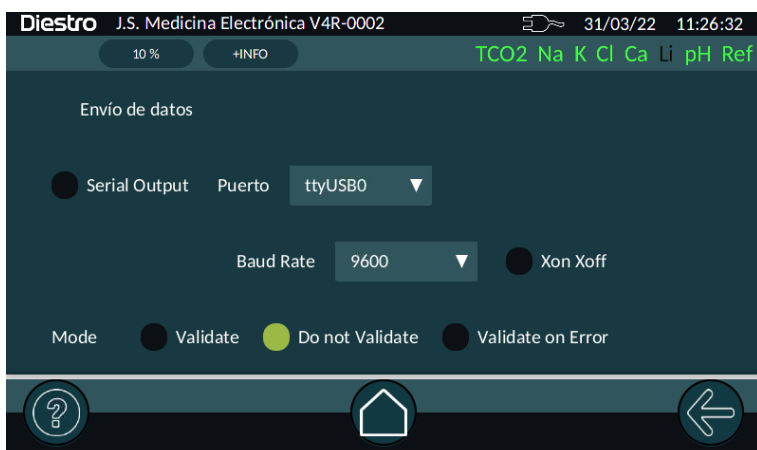 Diestro J.S. Medicina Electrónica V4R-0002 31/03/22 11:26:32
10 % +INFO TCO2 Na K Cl Ca Li pH Ref
Envío de datos
Serial Output Puerto ttyUSB0
Baud Rate 9600 Xon Xoff
Mode Validate Do not Validate Validate on Error
?